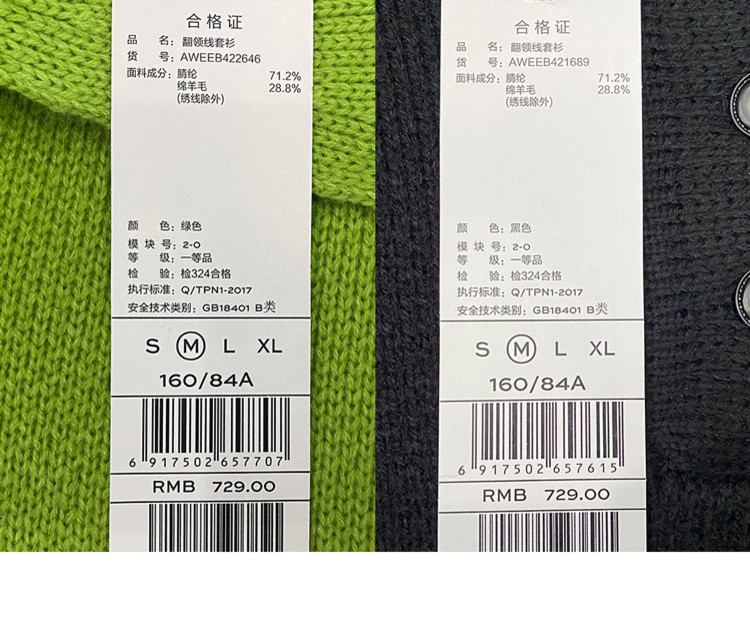 合格证
品 名：翻领线套衫
货 号：AWEEB422646
面料成分：腈纶 71.2%
绵羊毛 28.8%
(绣线除外)
颜 色：绿色
模 块 号：2-0
等 级：一等品
检 验：检324合格
执行标准：Q/TPN1-2017
安全技术类别：GB18401 B类
S M L XL
160/84A
6 917502 657707
RMB 729.00
合格证
品 名：翻领线套衫
货 号：AWEEB421689
面料成分：腈纶 71.2%
绵羊毛 28.8%
(绣线除外)
颜 色：黑色
模 块 号：2-0
等 级：一等品
检 验：检324合格
执行标准：Q/TPN1-2017
安全技术类别：GB18401 B类
S M L XL
160/84A
6 917502 657615
RMB 729.00